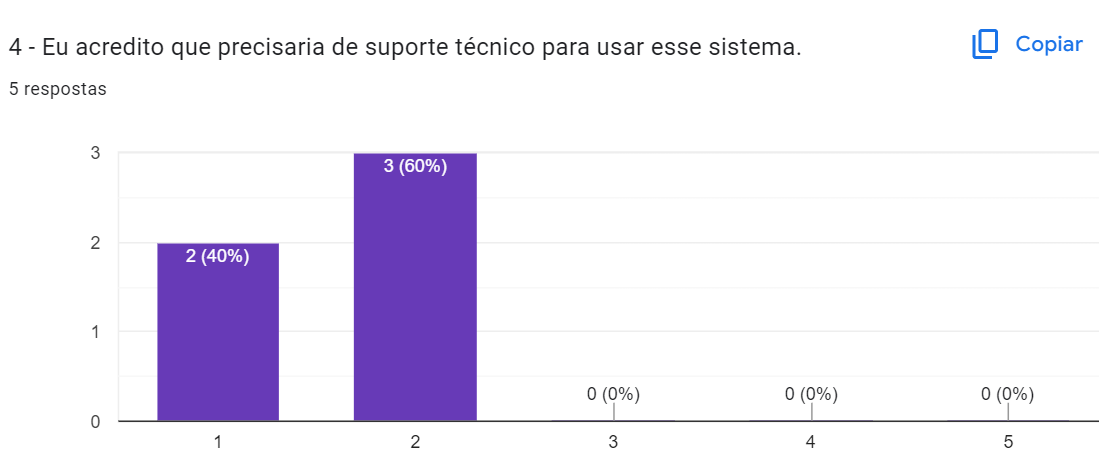 4 - Eu acredito que precisaria de suporte técnico para usar esse sistema.
Copiar
5 respostas
3
3 (60%)
2
2 (40%)
1
0 (0%) 0 (0%) 0 (0%)
0
1 2 3 4 5